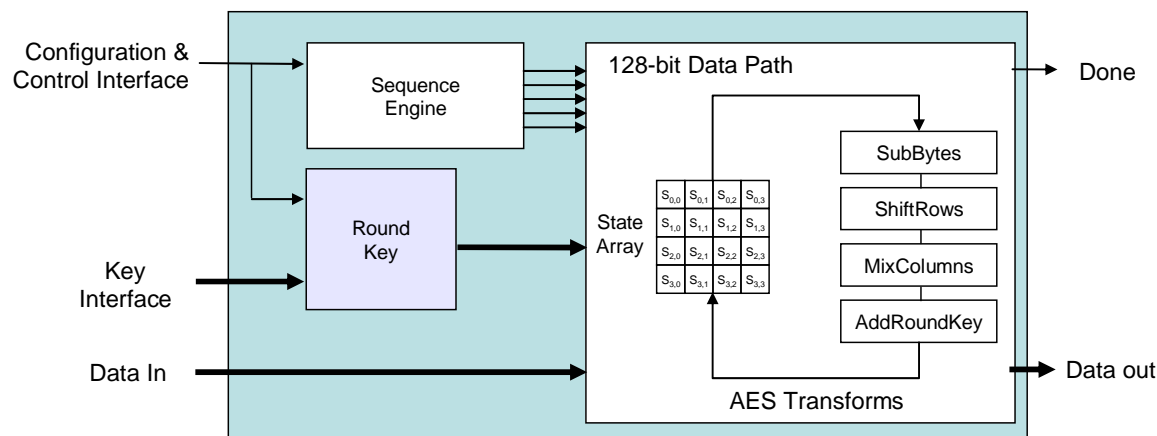 Configuration &
Control Interface
Sequence
Engine
128-bit Data Path
Done
SubBytes
ShiftRows
MixColumns
AddRoundKey
State
Array
S0,0 S0,1 S0,2 S0,3
S1,0 S1,1 S1,2 S1,3
S2,0 S2,1 S2,2 S2,3
S3,0 S3,1 S3,2 S3,3
Round
Key
Key
Interface
Data In
AES Transforms
Data out